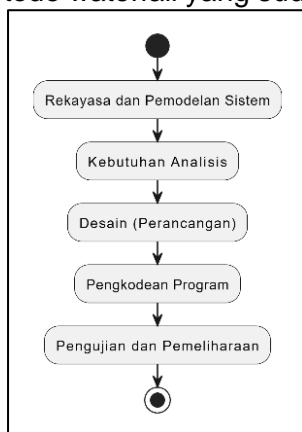 Rekayasa dan Pemodelan Sistem
Kebutuhan Analisis
Desain (Perancangan)
Pengkodean Program
Pengujian dan Pemeliharaan